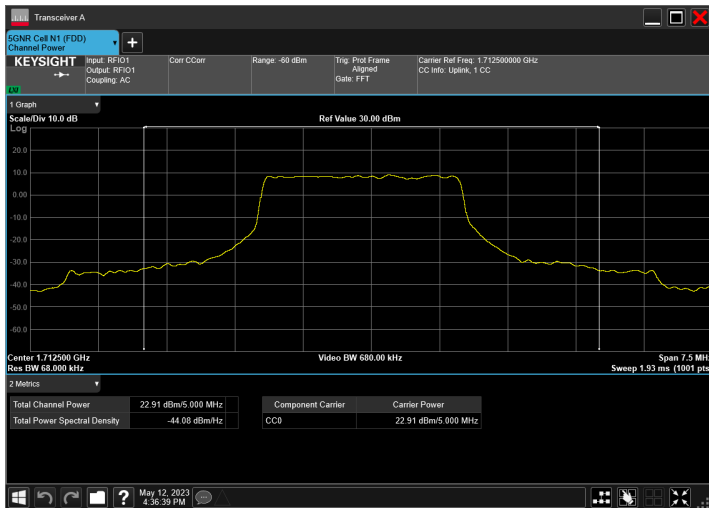 Transceiver A
5GNR Cell N1 (FDD)
Channel Power
KEYSIGHT
LXI
Input: RFIO1
Output: RFIO1
Coupling: AC
Corr CCorr
Range: -60 dBm
Trig: Prot Frame
Aligned
Gate: FFT
Carrier Ref Freq: 1.712500000 GHz
CC Info: Uplink, 1 CC
1 Graph
Scale/Div 10.0 dB
Ref Value 30.00 dBm
Log
20.0
10.0
0.00
-10.0
-20.0
-30.0
-40.0
-50.0
-60.0
Center 1.712500 GHz
Video BW 680.00 kHz
Span 7.5 MHz
Res BW 68.000 kHz
Sweep 1.93 ms (1001 pts
2 Metrics
Total Channel Power 22.91 dBm/5.000 MHz
Total Power Spectral Density -44.08 dBm/Hz
Component Carrier Carrier Power
CC0 22.91 dBm/5.000 MHz
May 12, 2023
4:36:39 PM